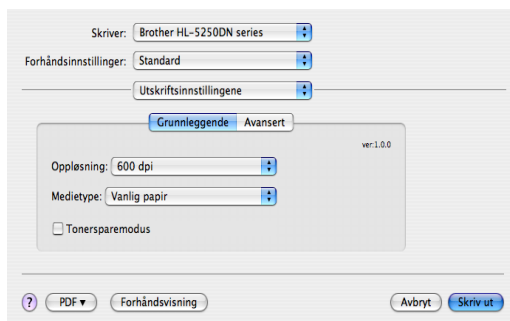 Skriver: Brother HL-5250DN series
Forhåndsinnstillinger: Standard
Utskriftsinnstillingene
Grunnleggende Avansert
ver:1.0.0
Oppløsning: 600 dpi
Medietype: Vanlig papir
Tonersparemodus
? PDF ▼ Forhåndsvisning Avbryt Skriv ut